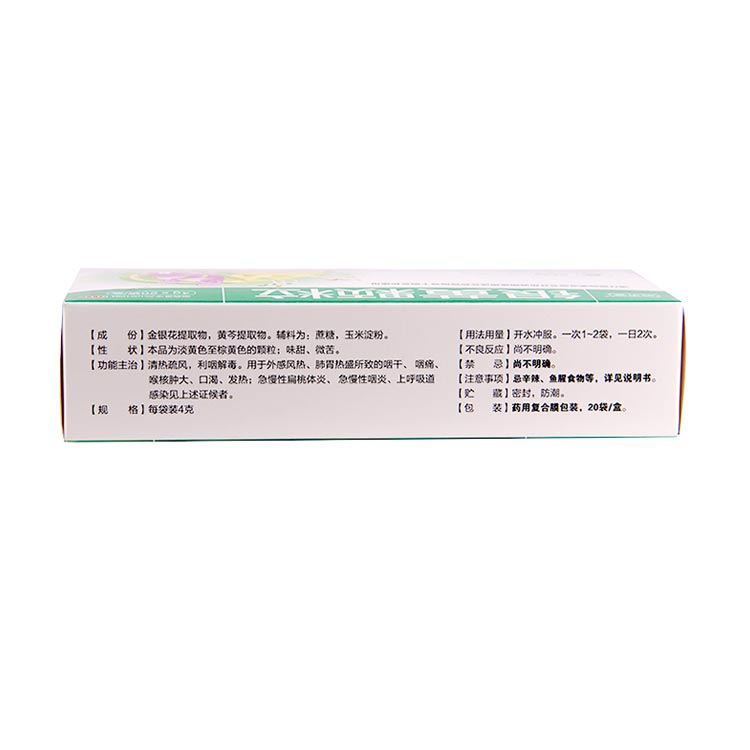 【成　份】金银花提取物，黄芩提取物。辅料为：蔗糖，玉米淀粉。
【性　状】本品为淡黄色至棕黄色的颗粒；味甜、微苦。
【功能主治】清热疏风，利咽解毒。用于外感风热、肺胃热盛所致的咽干、咽痛、
喉核肿大、口渴、发热；急慢性扁桃体炎、急慢性咽炎、上呼吸道
感染见上述证候者。
【规　格】每袋装4克
【用法用量】开水冲服。一次1~2袋，一日2次。
【不良反应】尚不明确。
【禁　忌】尚不明确。
【注意事项】忌辛辣、鱼腥食物等，详见说明书。
【贮　藏】密封，防潮。
【包　装】药用复合膜包装，20袋/盒。
银黄颗粒